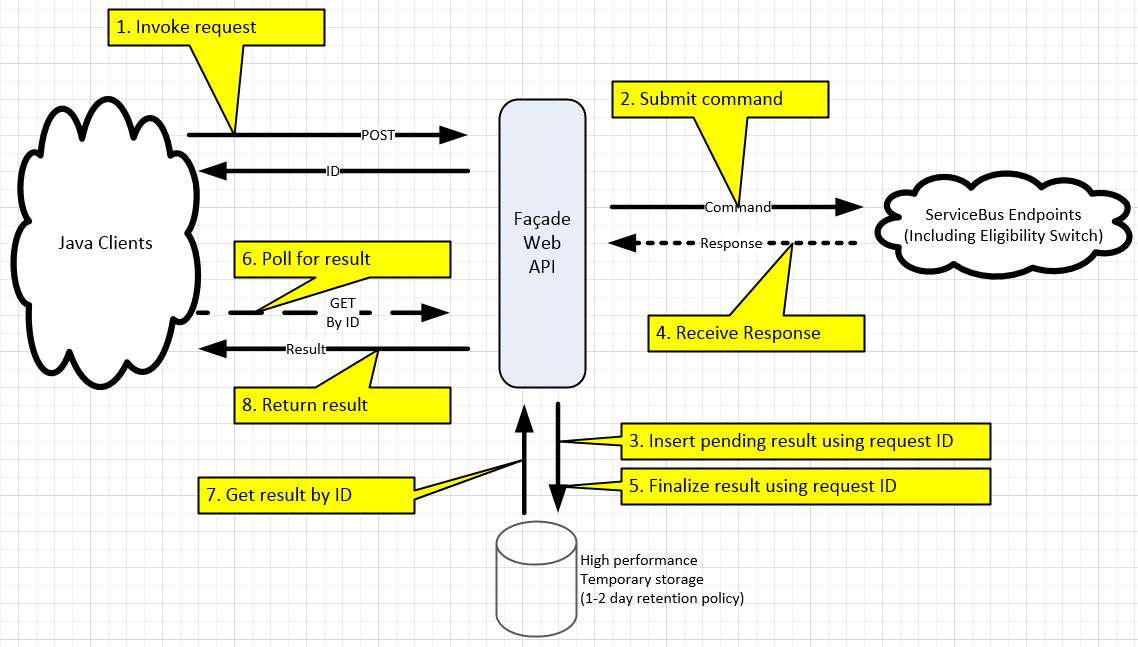 1. Invoke request
2. Submit command
POST
ID
Command
Java Clients
Façade
Web
API
ServiceBus Endpoints
(Including Eligibility Switch)
Response
6. Poll for result
GET
By ID
4. Receive Response
Result
8. Return result
3. Insert pending result using request ID
7. Get result by ID
5. Finalize result using request ID
High performance
Temporary storage
(1-2 day retention policy)